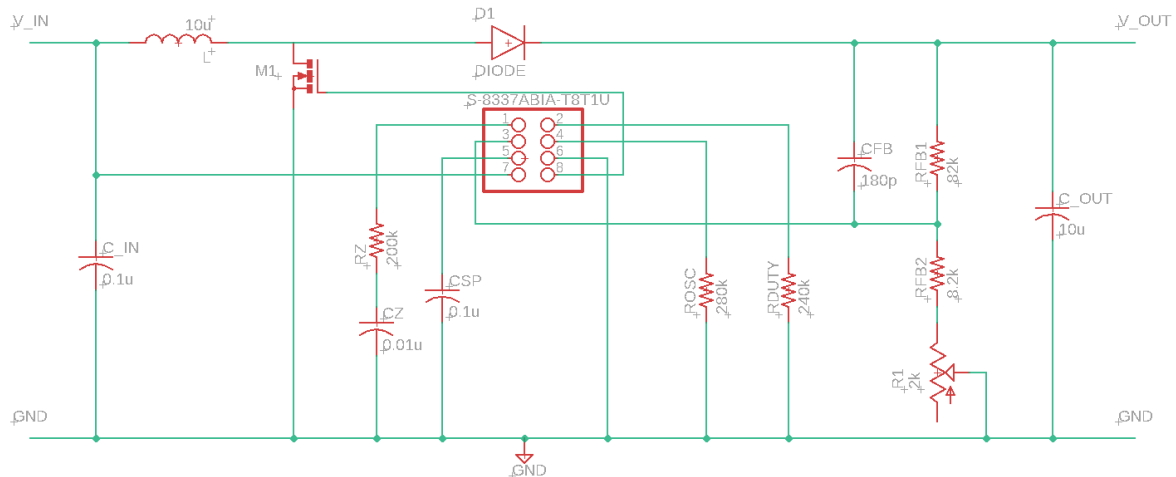 V_IN
10u
L
D1
DIODE
V_OUT
M1
S-8337ABIA-T8T1U
1 2
3 4
5 6
7 8
CFB
180p
RFB1
82k
C_OUT
10u
C_IN
0.1u
RZ
200k
CSP
0.1u
CZ
0.01u
ROSC
280k
RDUTY
240k
RFB2
8.2k
R1
2k
GND
GND
GND